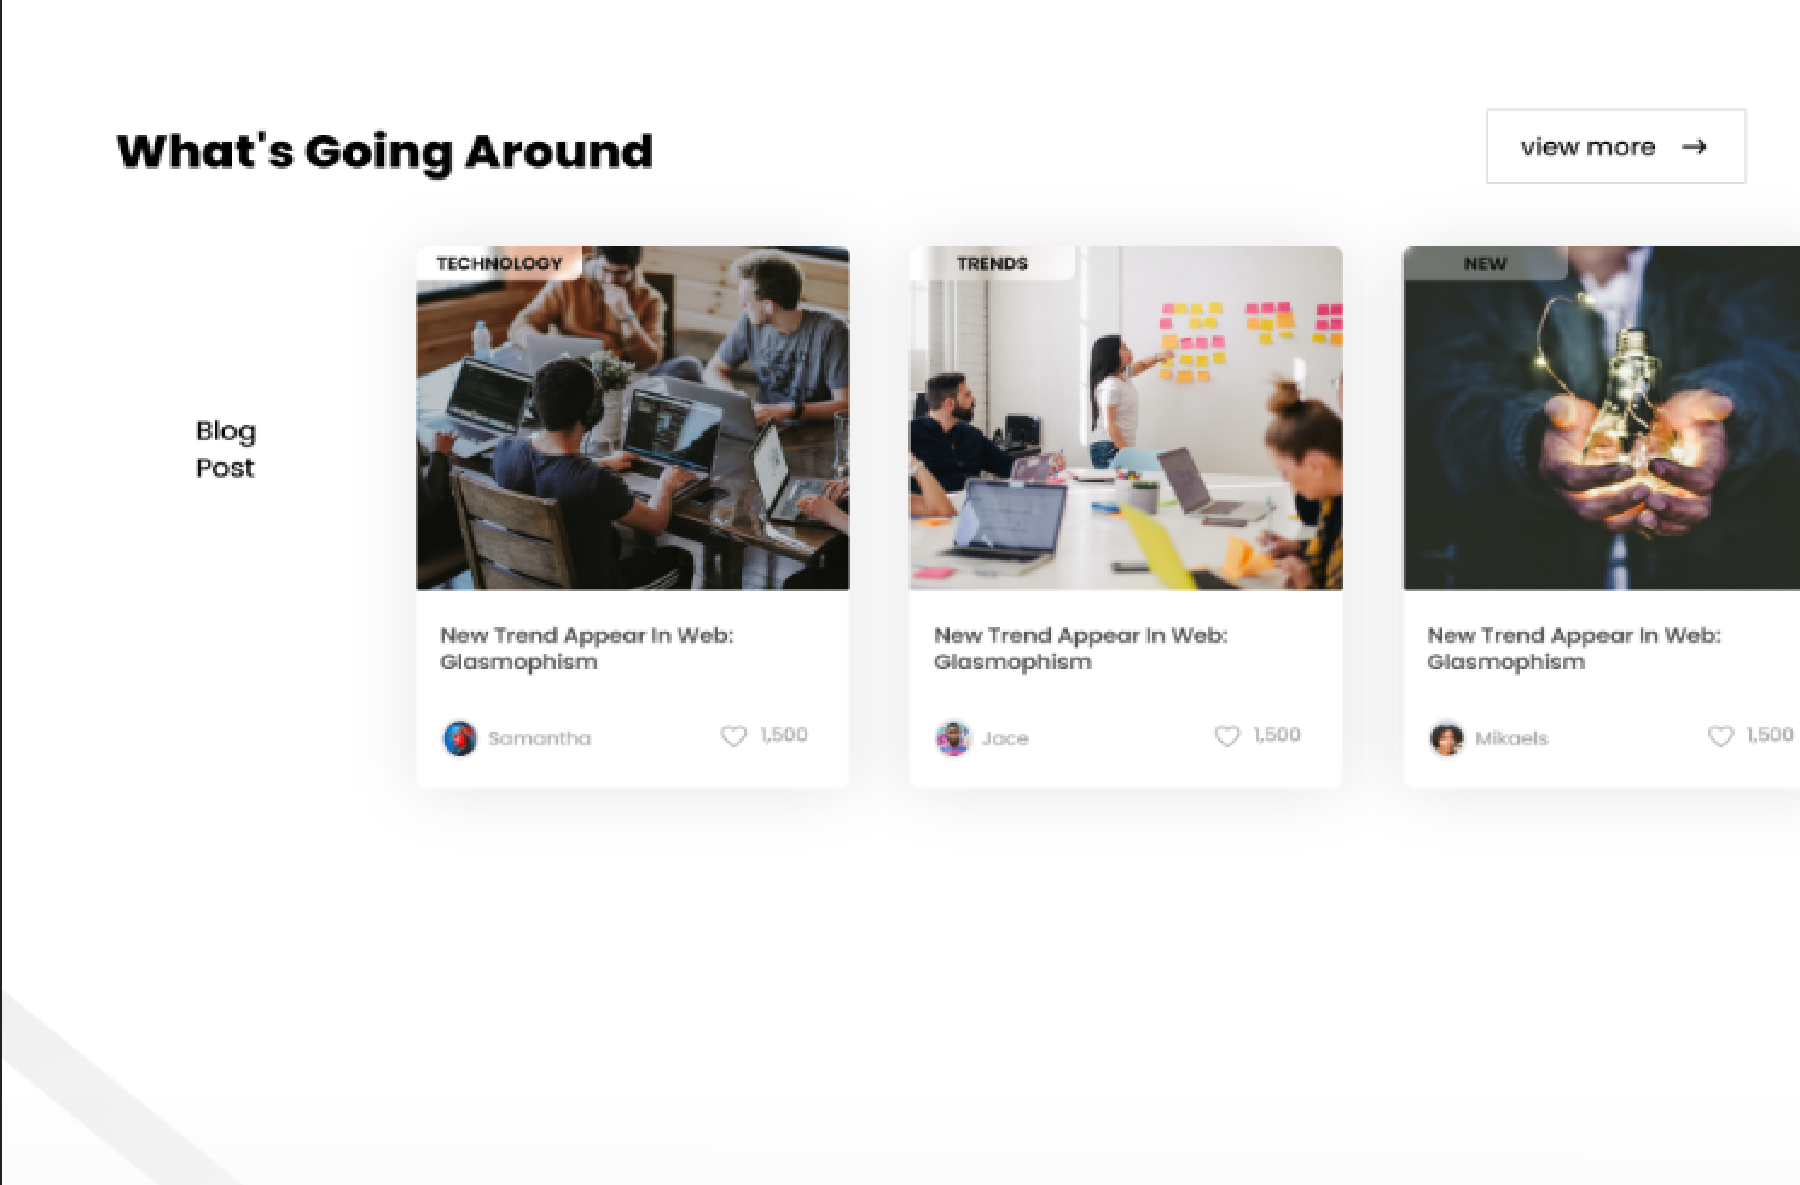 What's Going Around
view more →
Blog
Post
TECHNOLOGY
New Trend Appear In Web:
Glasmophism
Samantha
1,500
TRENDS
New Trend Appear In Web:
Glasmophism
Jace
1,500
NEW
New Trend Appear In Web:
Glasmophism
Mikaels
1,500